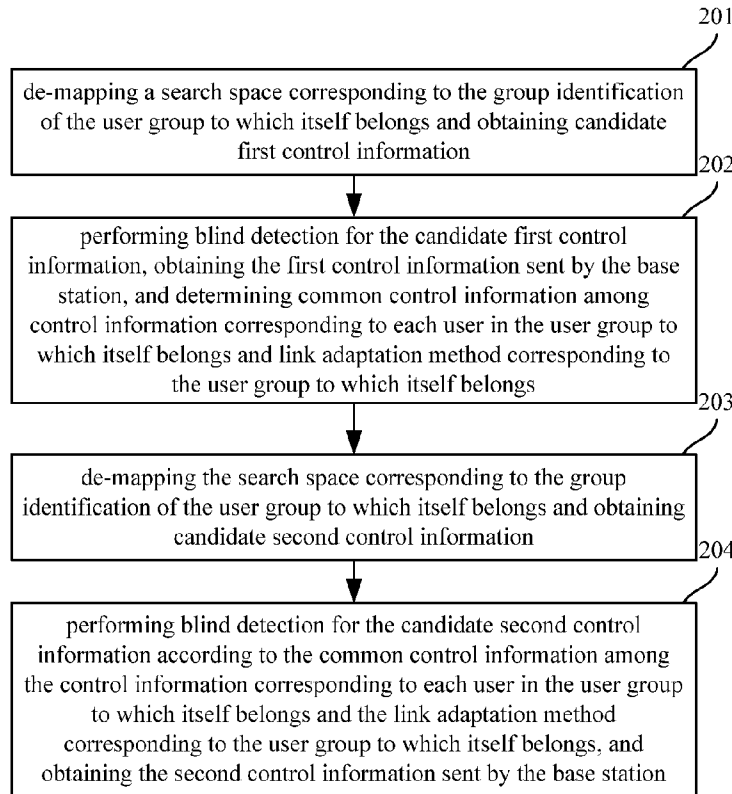 201
de-mapping a search space corresponding to the group identification
of the user group to which itself belongs and obtaining candidate
first control information
202
performing blind detection for the candidate first control
information, obtaining the first control information sent by the base
station, and determining common control information among
control information corresponding to each user in the user group to
which itself belongs and link adaptation method corresponding to
the user group to which itself belongs
203
de-mapping the search space corresponding to the group
identification of the user group to which itself belongs and obtaining
candidate second control information
204
performing blind detection for the candidate second control
information according to the common control information among
the control information corresponding to each user in the user group
to which itself belongs and the link adaptation method
corresponding to the user group to which itself belongs, and
obtaining the second control information sent by the base station